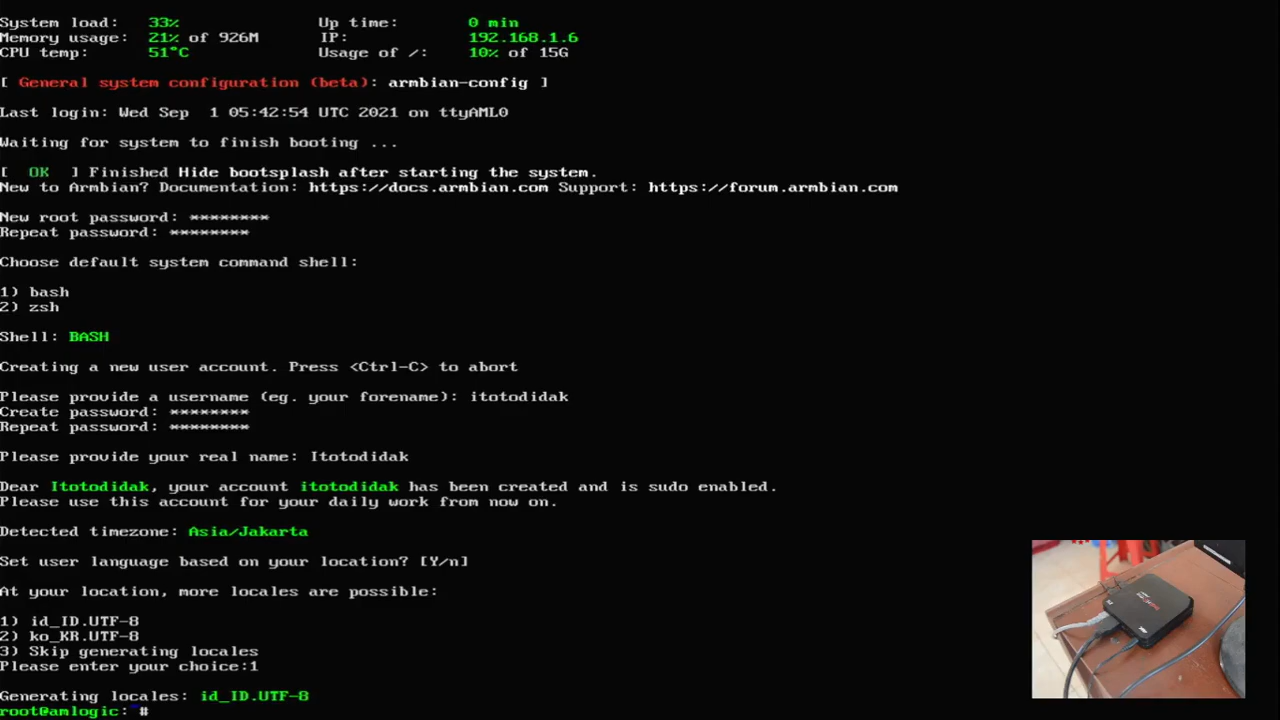 System load: 33% Up time: 0 min
Memory usage: 21% of 926M IP: 192.168.1.6
CPU temp: 51°C Usage of /: 10% of 15G
[ General system configuration (beta): armbian-config ]
Last login: Wed Sep 1 05:42:54 UTC 2021 on ttyAML0
Waiting for system to finish booting ...
[ OK ] Finished Hide bootsplash after starting the system.
New to Armbian? Documentation: https://docs.armbian.com Support: https://forum.armbian.com
New root password: ********
Repeat password: ********
Choose default system command shell:
1) bash
2) zsh
Shell: BASH
Creating a new user account. Press <Ctrl-C> to abort
Please provide a username (eg. your forename): itotodidak
Create password: ********
Repeat password: ********
Please provide your real name: Itotodidak
Dear Itotodidak, your account itotodidak has been created and is sudo enabled.
Please use this account for your daily work from now on.
Detected timezone: Asia/Jakarta
Set user language based on your location? [Y/n]
At your location, more locales are possible:
1) id_ID.UTF-8
2) ko_KR.UTF-8
3) Skip generating locales
Please enter your choice:1
Generating locales: id_ID.UTF-8
root@amlogic:~#